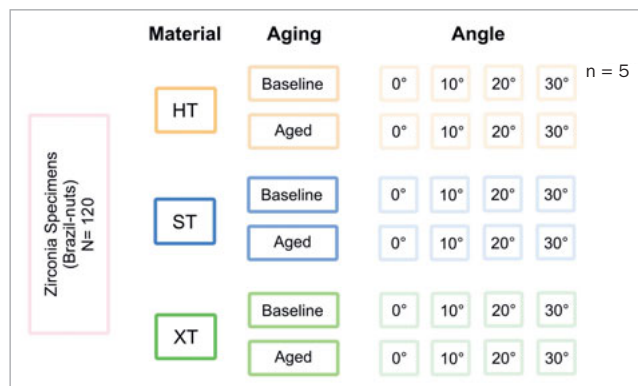 Material Aging Angle
Baseline 0° 10° 20° 30° n = 5
HT
Aged 0° 10° 20° 30°
Zirconia Specimens
(Brazil-nuts)
N= 120
Baseline 0° 10° 20° 30°
ST
Aged 0° 10° 20° 30°
Baseline 0° 10° 20° 30°
XT
Aged 0° 10° 20° 30°